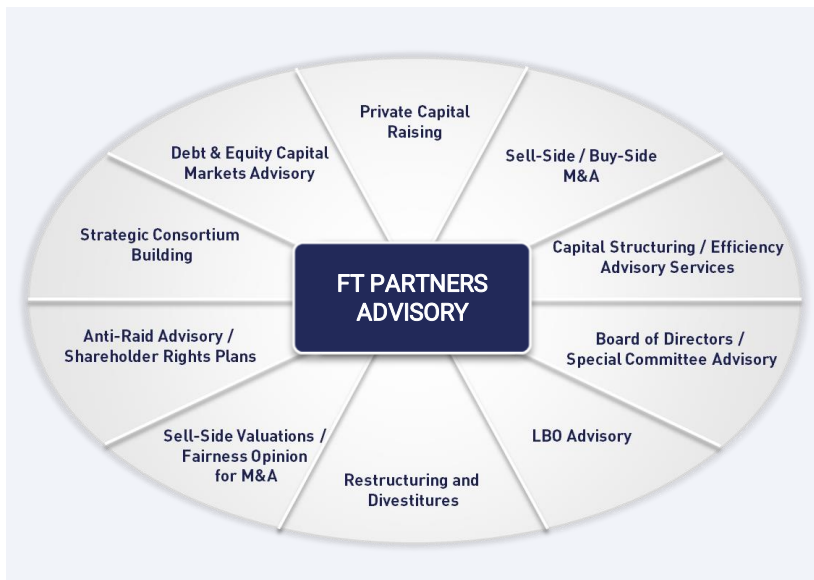 Private Capital
Raising
Sell-Side / Buy-Side
M&A
Capital Structuring / Efficiency
Advisory Services
Board of Directors /
Special Committee Advisory
LBO Advisory
Restructuring and
Divestitures
Sell-Side Valuations /
Fairness Opinion
for M&A
Anti-Raid Advisory /
Shareholder Rights Plans
Strategic Consortium
Building
Debt & Equity Capital
Markets Advisory
FT PARTNERS
ADVISORY